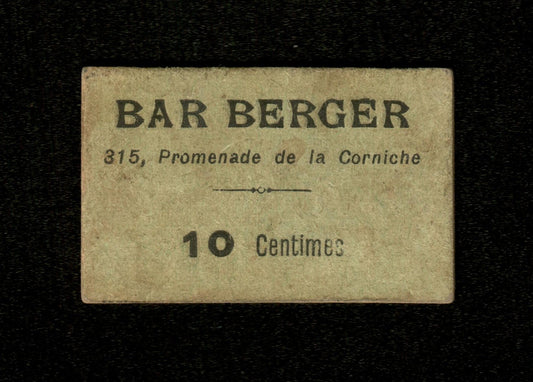 BAR BERGER
315, Promenade de la Corniche
10 Centimes